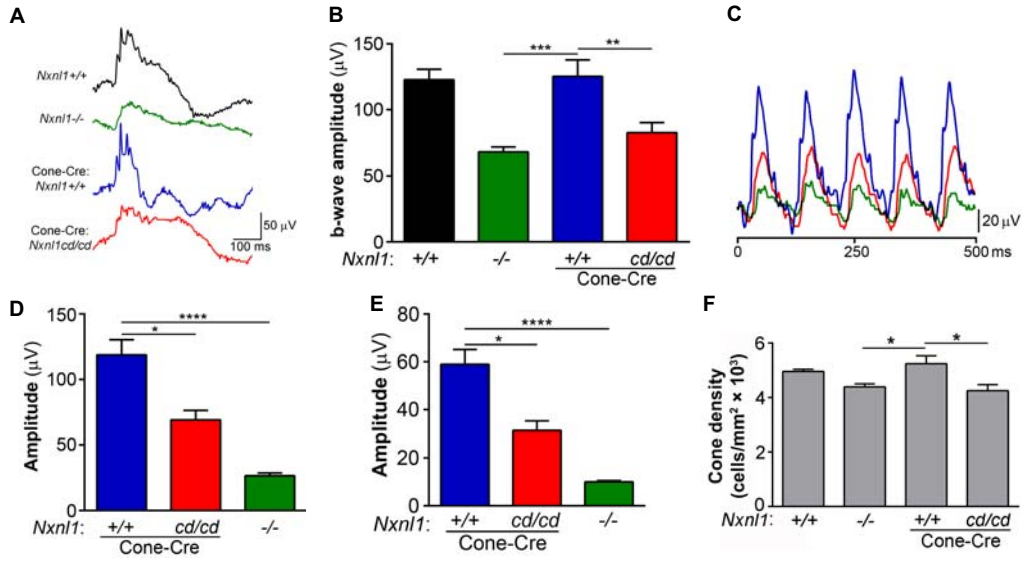 A
Nxnl1+/+
Nxnl1-/-
Cone-Cre:
Nxnl1+/+
Cone-Cre:
Nxnl1cd/cd
50 µV
100 ms
B
b-wave amplitude (µV)
150
100
50
0
***
**
Nxnl1: +/+ -/- +/+ cd/cd
Cone-Cre
C
20 µV
0 250 500 ms
D
Amplitude (µV)
150
100
50
0
****
*
Nxnl1: +/+ cd/cd -/-
Cone-Cre
E
Amplitude (µV)
80
60
40
20
0
****
*
Nxnl1: +/+ cd/cd -/-
Cone-Cre
F
Cone density
(cells/mm² × 10³)
6
4
2
0
*
*
Nxnl1: +/+ -/- +/+ cd/cd
Cone-Cre